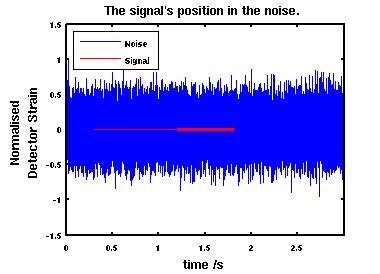 The signal's position in the noise.
Normalised
Detector Strain
1.5
1
0.5
0
-0.5
-1
-1.5
Noise
Signal
0 0.5 1 1.5 2 2.5
time /s